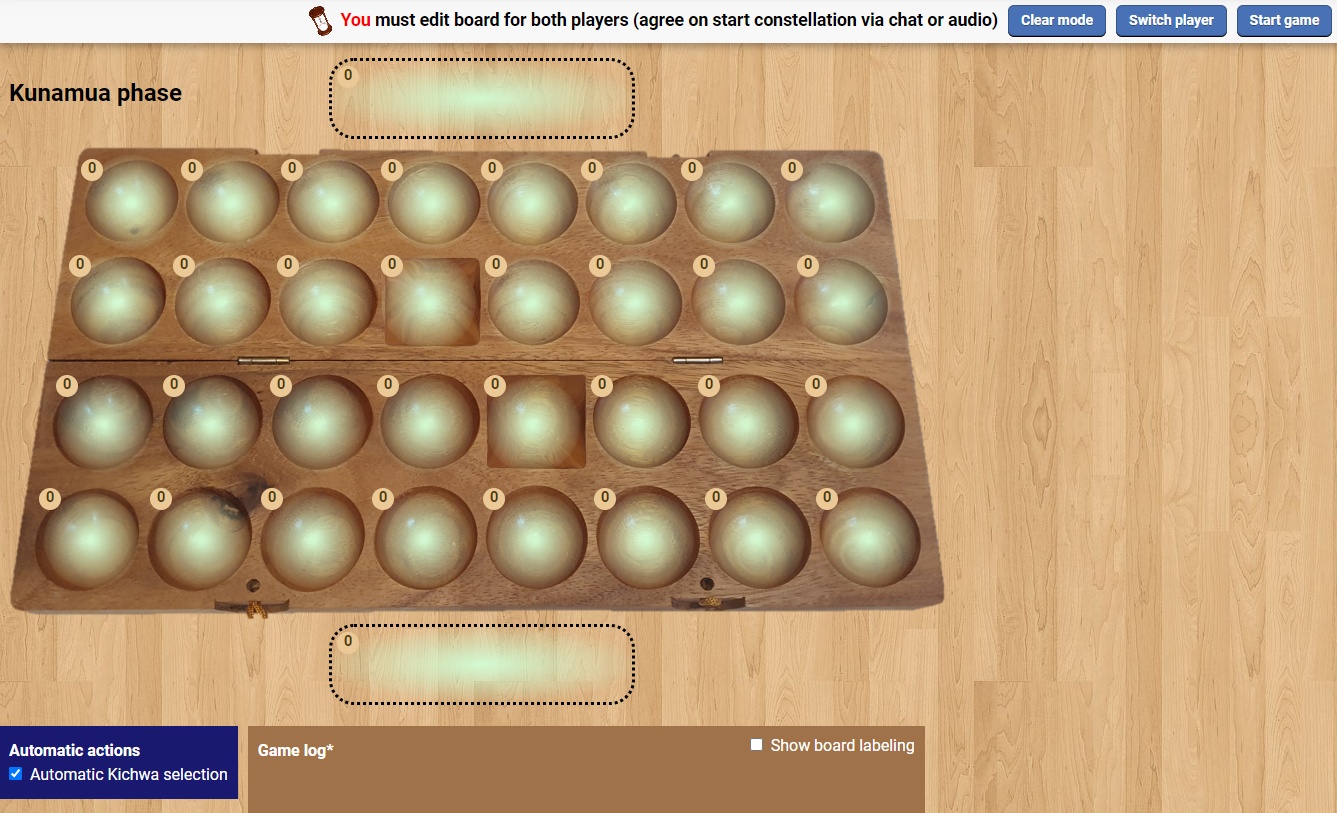 You must edit board for both players (agree on start constellation via chat or audio) Clear mode Switch player Start game
0
Kunamua phase
0 0 0 0 0 0 0 0
0 0 0 0 0 0 0 0
0 0 0 0 0 0 0 0
0 0 0 0 0 0 0 0
0
Automatic actions
Automatic Kichwa selection
Game log*
Show board labeling